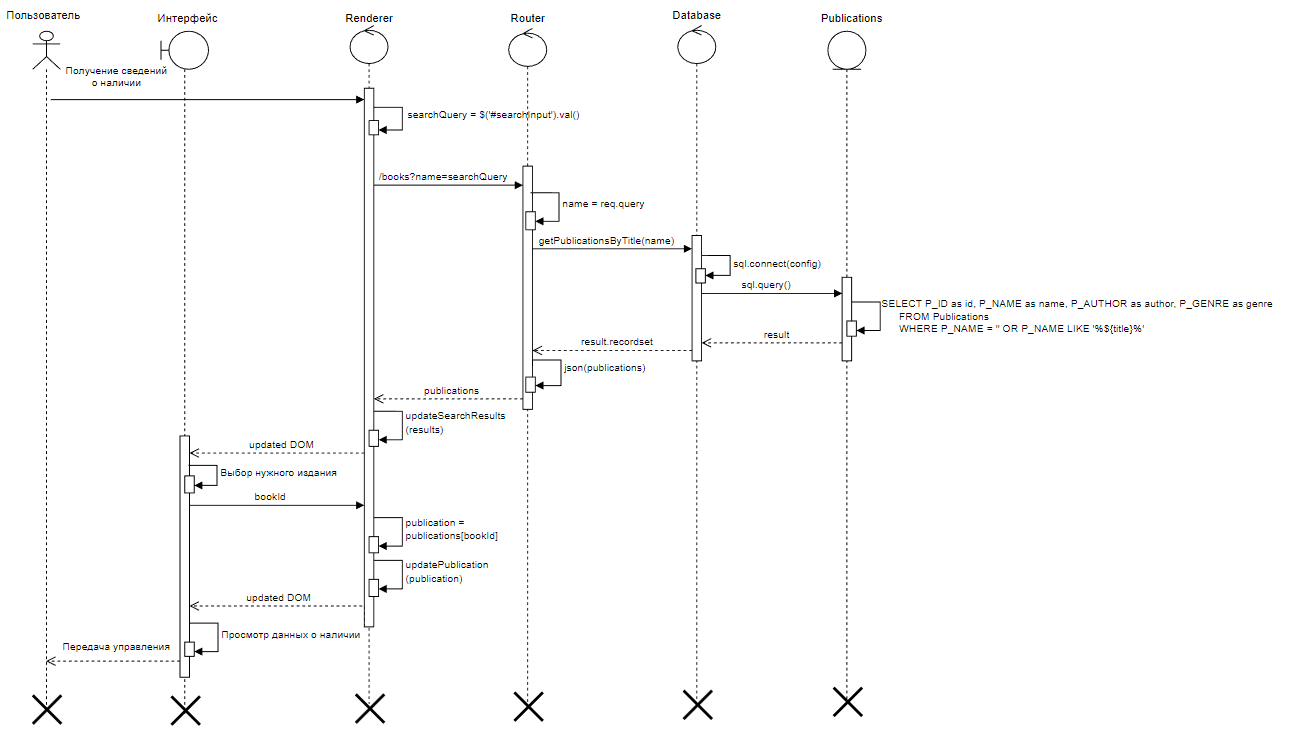 Пользователь
Интерфейс
Renderer
Router
Database
Publications
Получение сведений
о наличии
searchQuery = $('#searchInput').val()
/books?name=searchQuery
name = req.query
getPublicationsByTitle(name)
sql.connect(config)
sql.query()
SELECT P_ID as id, P_NAME as name, P_AUTHOR as author, P_GENRE as genre
FROM Publications
WHERE P_NAME = '' OR P_NAME LIKE '%${title}%'
result
result.recordset
json(publications)
publications
updateSearchResults
(results)
updated DOM
Выбор нужного издания
bookId
publication =
publications[bookId]
updatePublication
(publication)
updated DOM
Просмотр данных о наличии
Передача управления